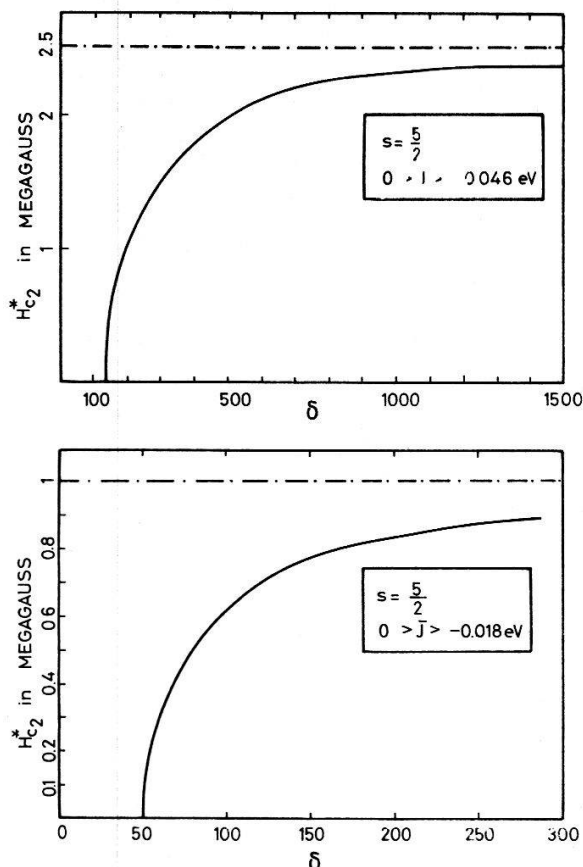 2.5
2
1
H*c2 in MEGAGAUSS
s = 5/2
0 > J > 0.046 eV
100 500 1000 1500
δ
1
0.8
0.6
0.4
0.2
0.1
H*c2 in MEGAGAUSS
s = 5/2
0 > J̄ > -0.018 eV
0 50 100 150 200 250 300
δ